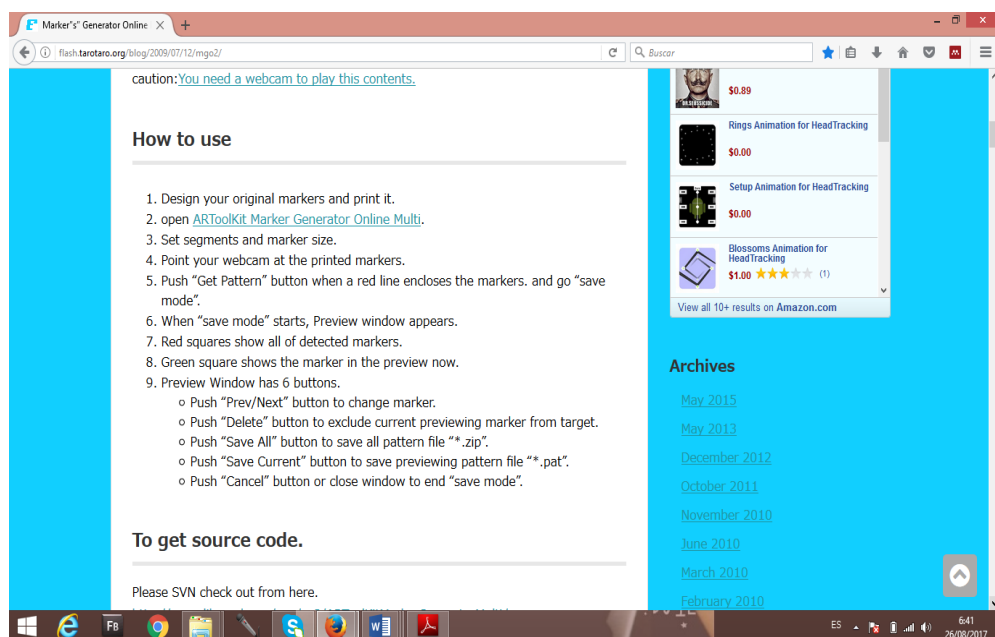 Marker"s" Generator Online
flash.tarotaro.org/blog/2009/07/12/mgo2/
Buscar
caution:You need a webcam to play this contents.
How to use
1. Design your original markers and print it.
2. open ARToolKit Marker Generator Online Multi.
3. Set segments and marker size.
4. Point your webcam at the printed markers.
5. Push "Get Pattern" button when a red line encloses the markers. and go "save
mode".
6. When "save mode" starts, Preview window appears.
7. Red squares show all of detected markers.
8. Green square shows the marker in the preview now.
9. Preview Window has 6 buttons.
Push "Prev/Next" button to change marker.
Push "Delete" button to exclude current previewing marker from target.
Push "Save All" button to save all pattern file "*.zip".
Push "Save Current" button to save previewing pattern file "*.pat".
Push "Cancel" button or close window to end "save mode".
To get source code.
Please SVN check out from here.
$0.89
Rings Animation for HeadTracking
$0.00
Setup Animation for HeadTracking
$0.00
Blossoms Animation for
HeadTracking
$1.00 (1)
View all 10+ results on Amazon.com
Archives
May 2015
May 2013
December 2012
October 2011
November 2010
June 2010
March 2010
February 2010
FB
ES
6:41
26/08/2017